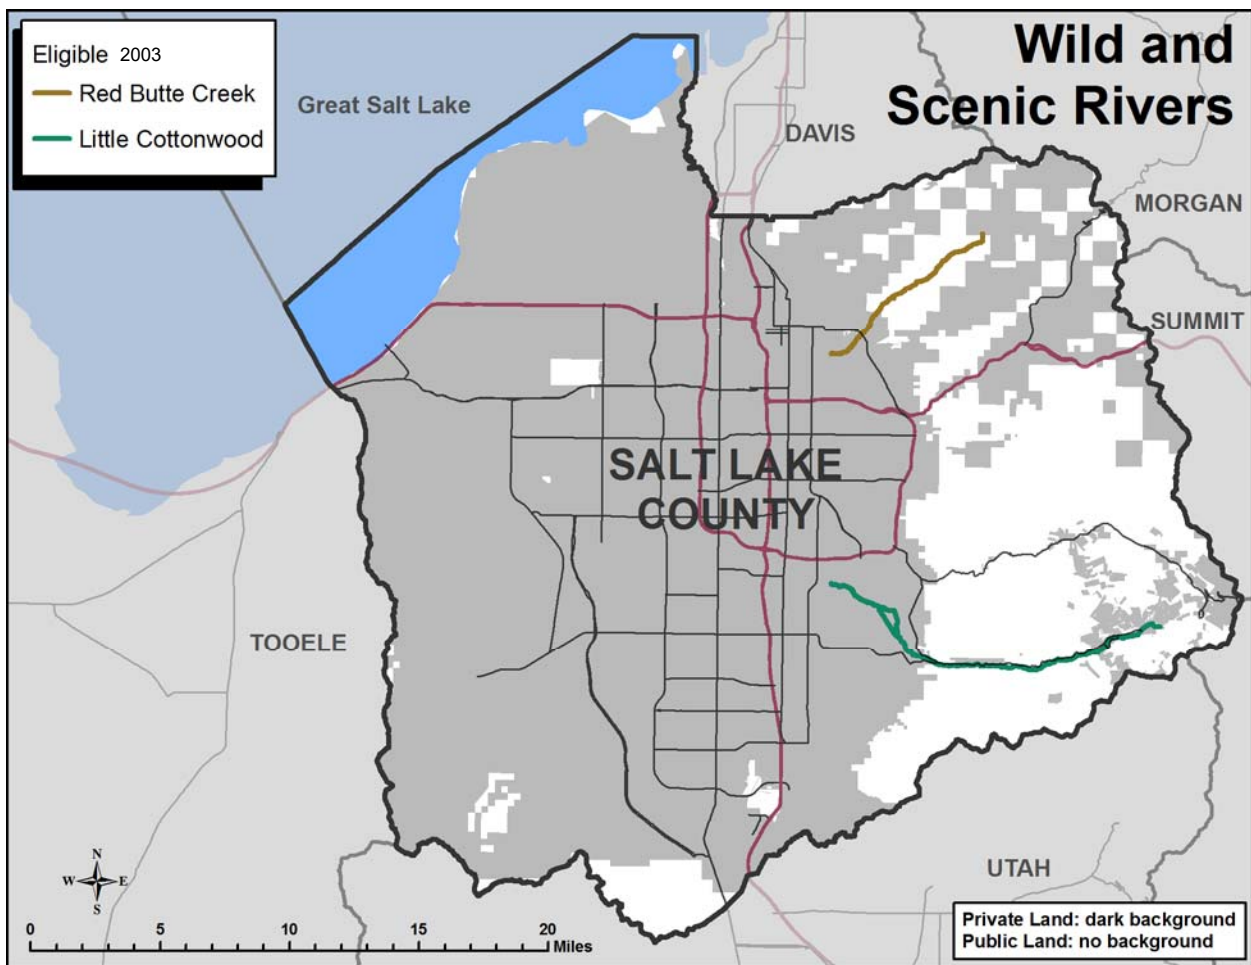 Eligible 2003
Red Butte Creek
Little Cottonwood
Wild and
Scenic Rivers
Great Salt Lake
DAVIS
MORGAN
SUMMIT
SALT LAKE
COUNTY
TOOELE
UTAH
N
W E
S
0 5 10 15 20
Miles
Private Land: dark background
Public Land: no background